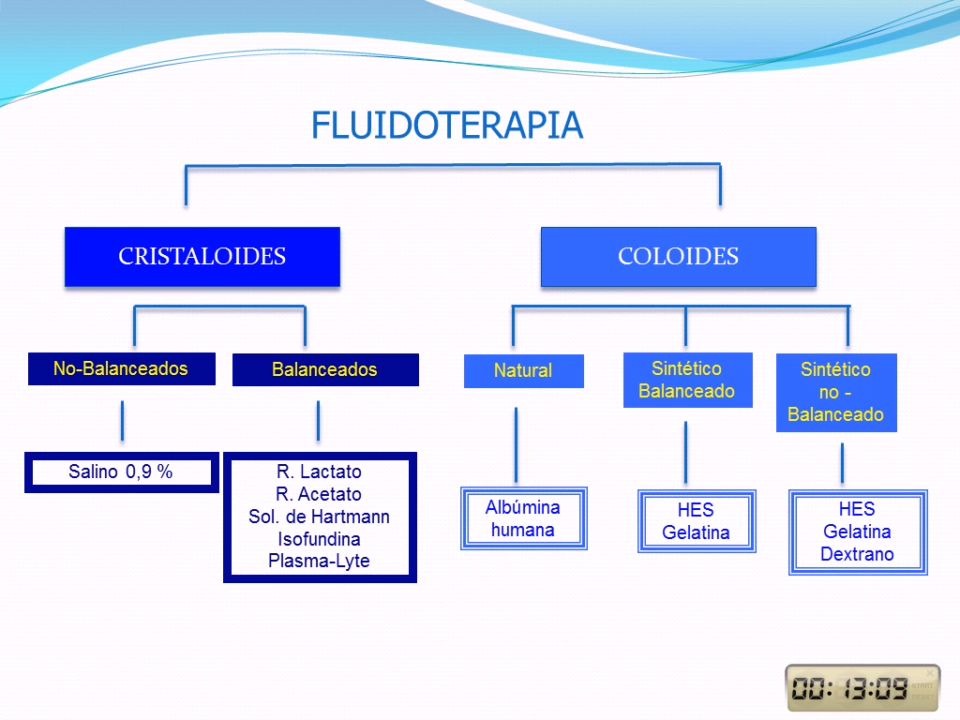 FLUIDOTERAPIA
CRISTALOIDES
COLOIDES
No-Balanceados
Balanceados
Natural
Sintético
Balanceado
Sintético
no -
Balanceado
Salino 0,9 %
R. Lactato
R. Acetato
Sol. de Hartmann
Isofundina
Plasma-Lyte
Albúmina
humana
HES
Gelatina
HES
Gelatina
Dextrano
00:13:09
START